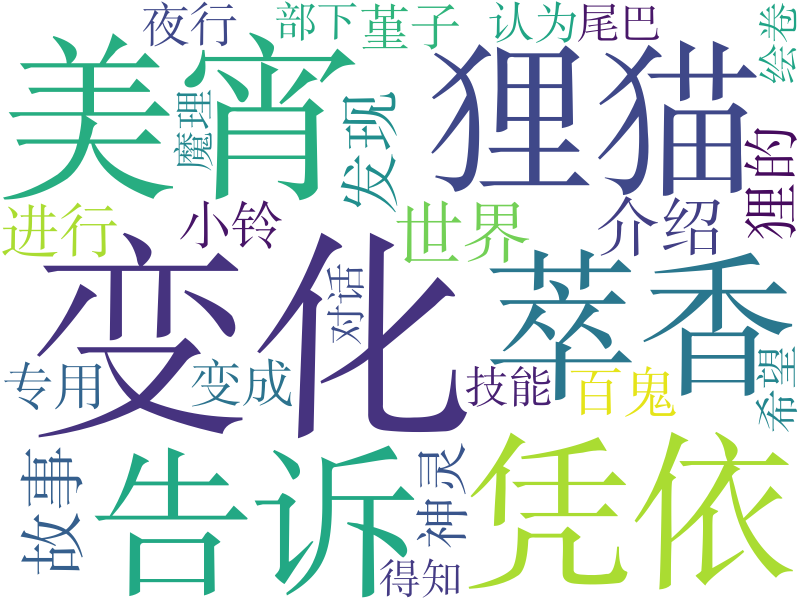 夜行
部下
堇子
认为
尾巴
绘卷
美宵
魔理
发现
狸猫
狸的
进行
小铃
世界
介绍
变化
对话
萃香
专用
变成
技能
百鬼
希望
故事
告诉
神灵
得知
凭依